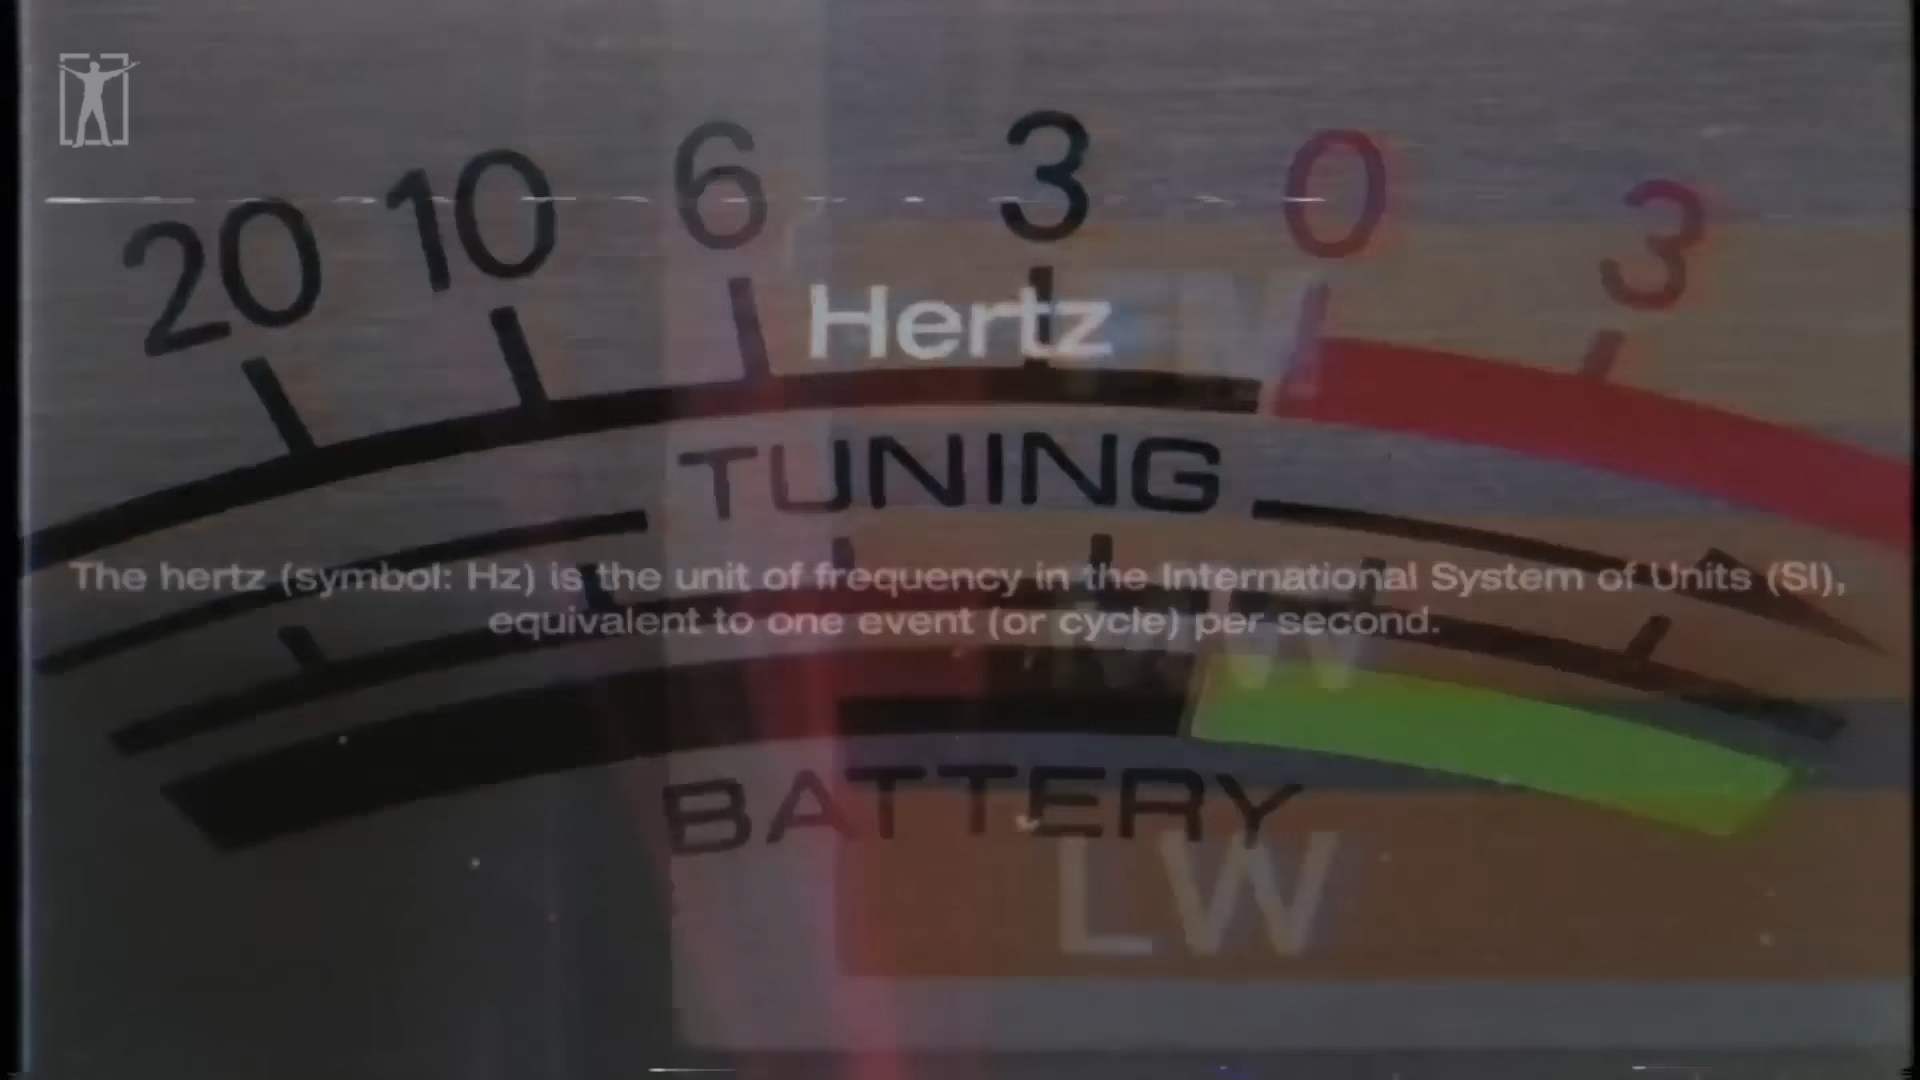 20 10 6 3 0 3
Hertz
TUNING
The hertz (symbol: Hz) is the unit of frequency in the International System of Units (SI),
equivalent to one event (or cycle) per second.
MW
BATTERY
LW